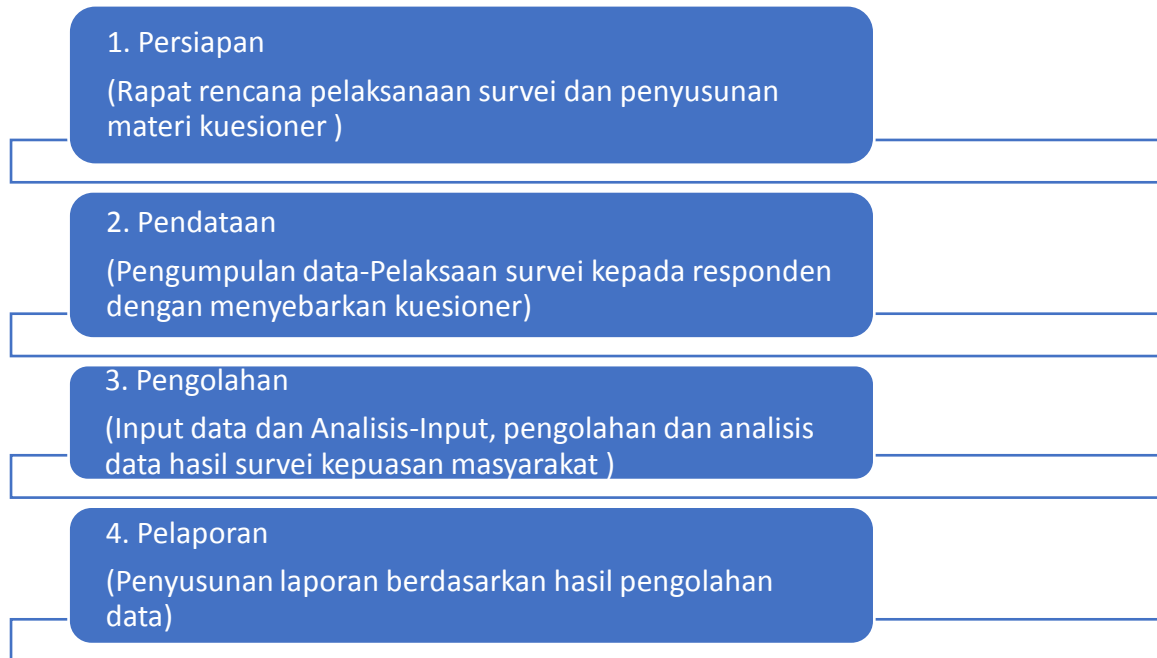 1. Persiapan
(Rapat rencana pelaksanaan survei dan penyusunan
materi kuesioner )
2. Pendataan
(Pengumpulan data-Pelaksaan survei kepada responden
dengan menyebarkan kuesioner)
3. Pengolahan
(Input data dan Analisis-Input, pengolahan dan analisis
data hasil survei kepuasan masyarakat )
4. Pelaporan
(Penyusunan laporan berdasarkan hasil pengolahan
data)